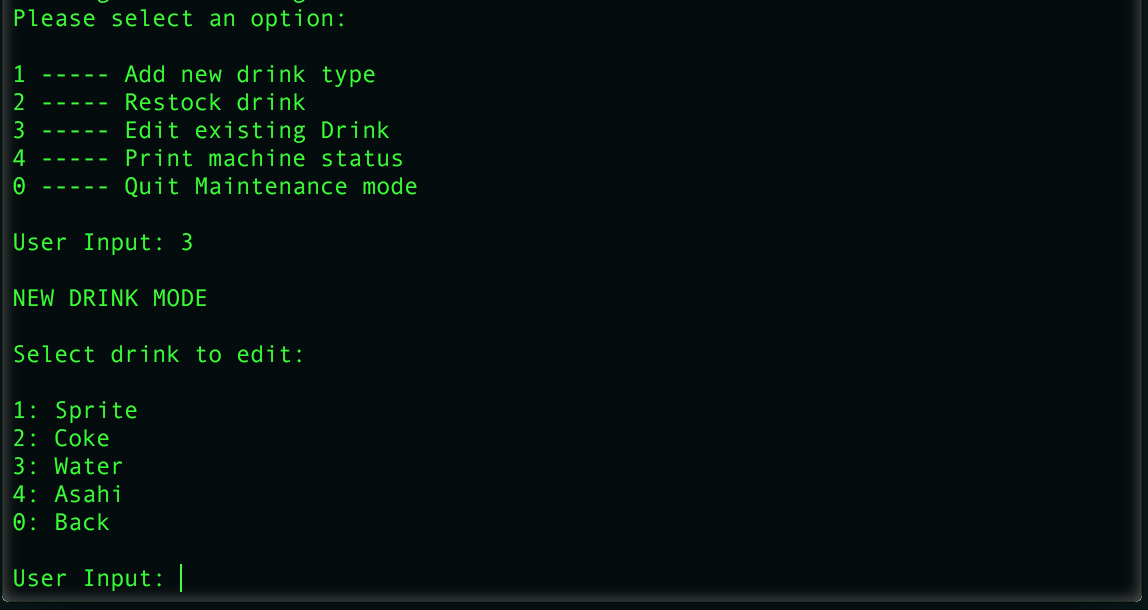 Please select an option:
1 ----- Add new drink type
2 ----- Restock drink
3 ----- Edit existing Drink
4 ----- Print machine status
0 ----- Quit Maintenance mode
User Input: 3
NEW DRINK MODE
Select drink to edit:
1: Sprite
2: Coke
3: Water
4: Asahi
0: Back
User Input: